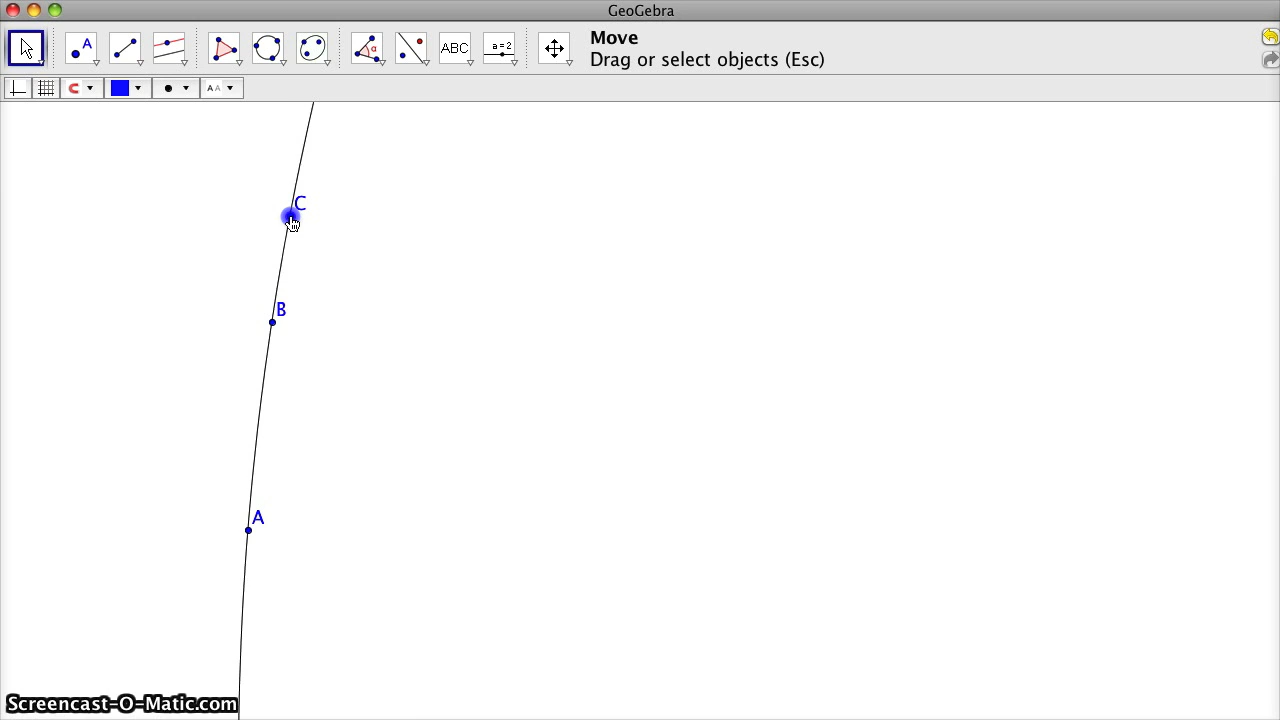 GeoGebra
A
α
ABC
a=2
Move
Drag or select objects (Esc)
A A
C
B
A
Screencast-O-Matic.com